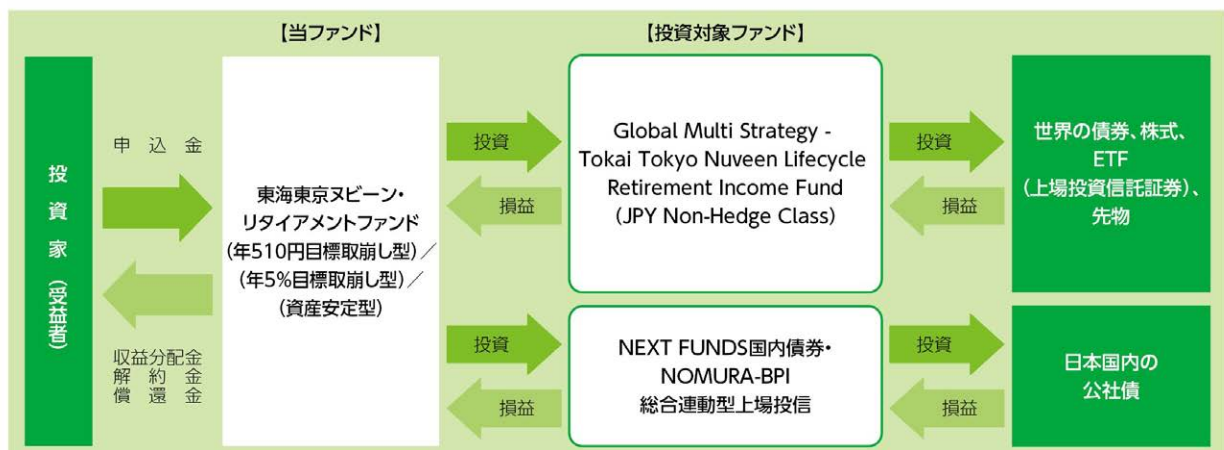 【当ファンド】
【投資対象ファンド】
投資家(受益者)
申込金
収益分配金
解約金
償還金
東海東京ヌビーン・
リタイアメントファンド
(年510円目標取崩し型)／
(年5%目標取崩し型)／
(資産安定型)
投資
損益
Global Multi Strategy -
Tokai Tokyo Nuveen Lifecycle
Retirement Income Fund
(JPY Non-Hedge Class)
投資
損益
世界の債券、株式、
ETF
(上場投資信託証券)、
先物
投資
損益
NEXT FUNDS国内債券・
NOMURA-BPI
総合連動型上場投信
投資
損益
日本国内の
公社債